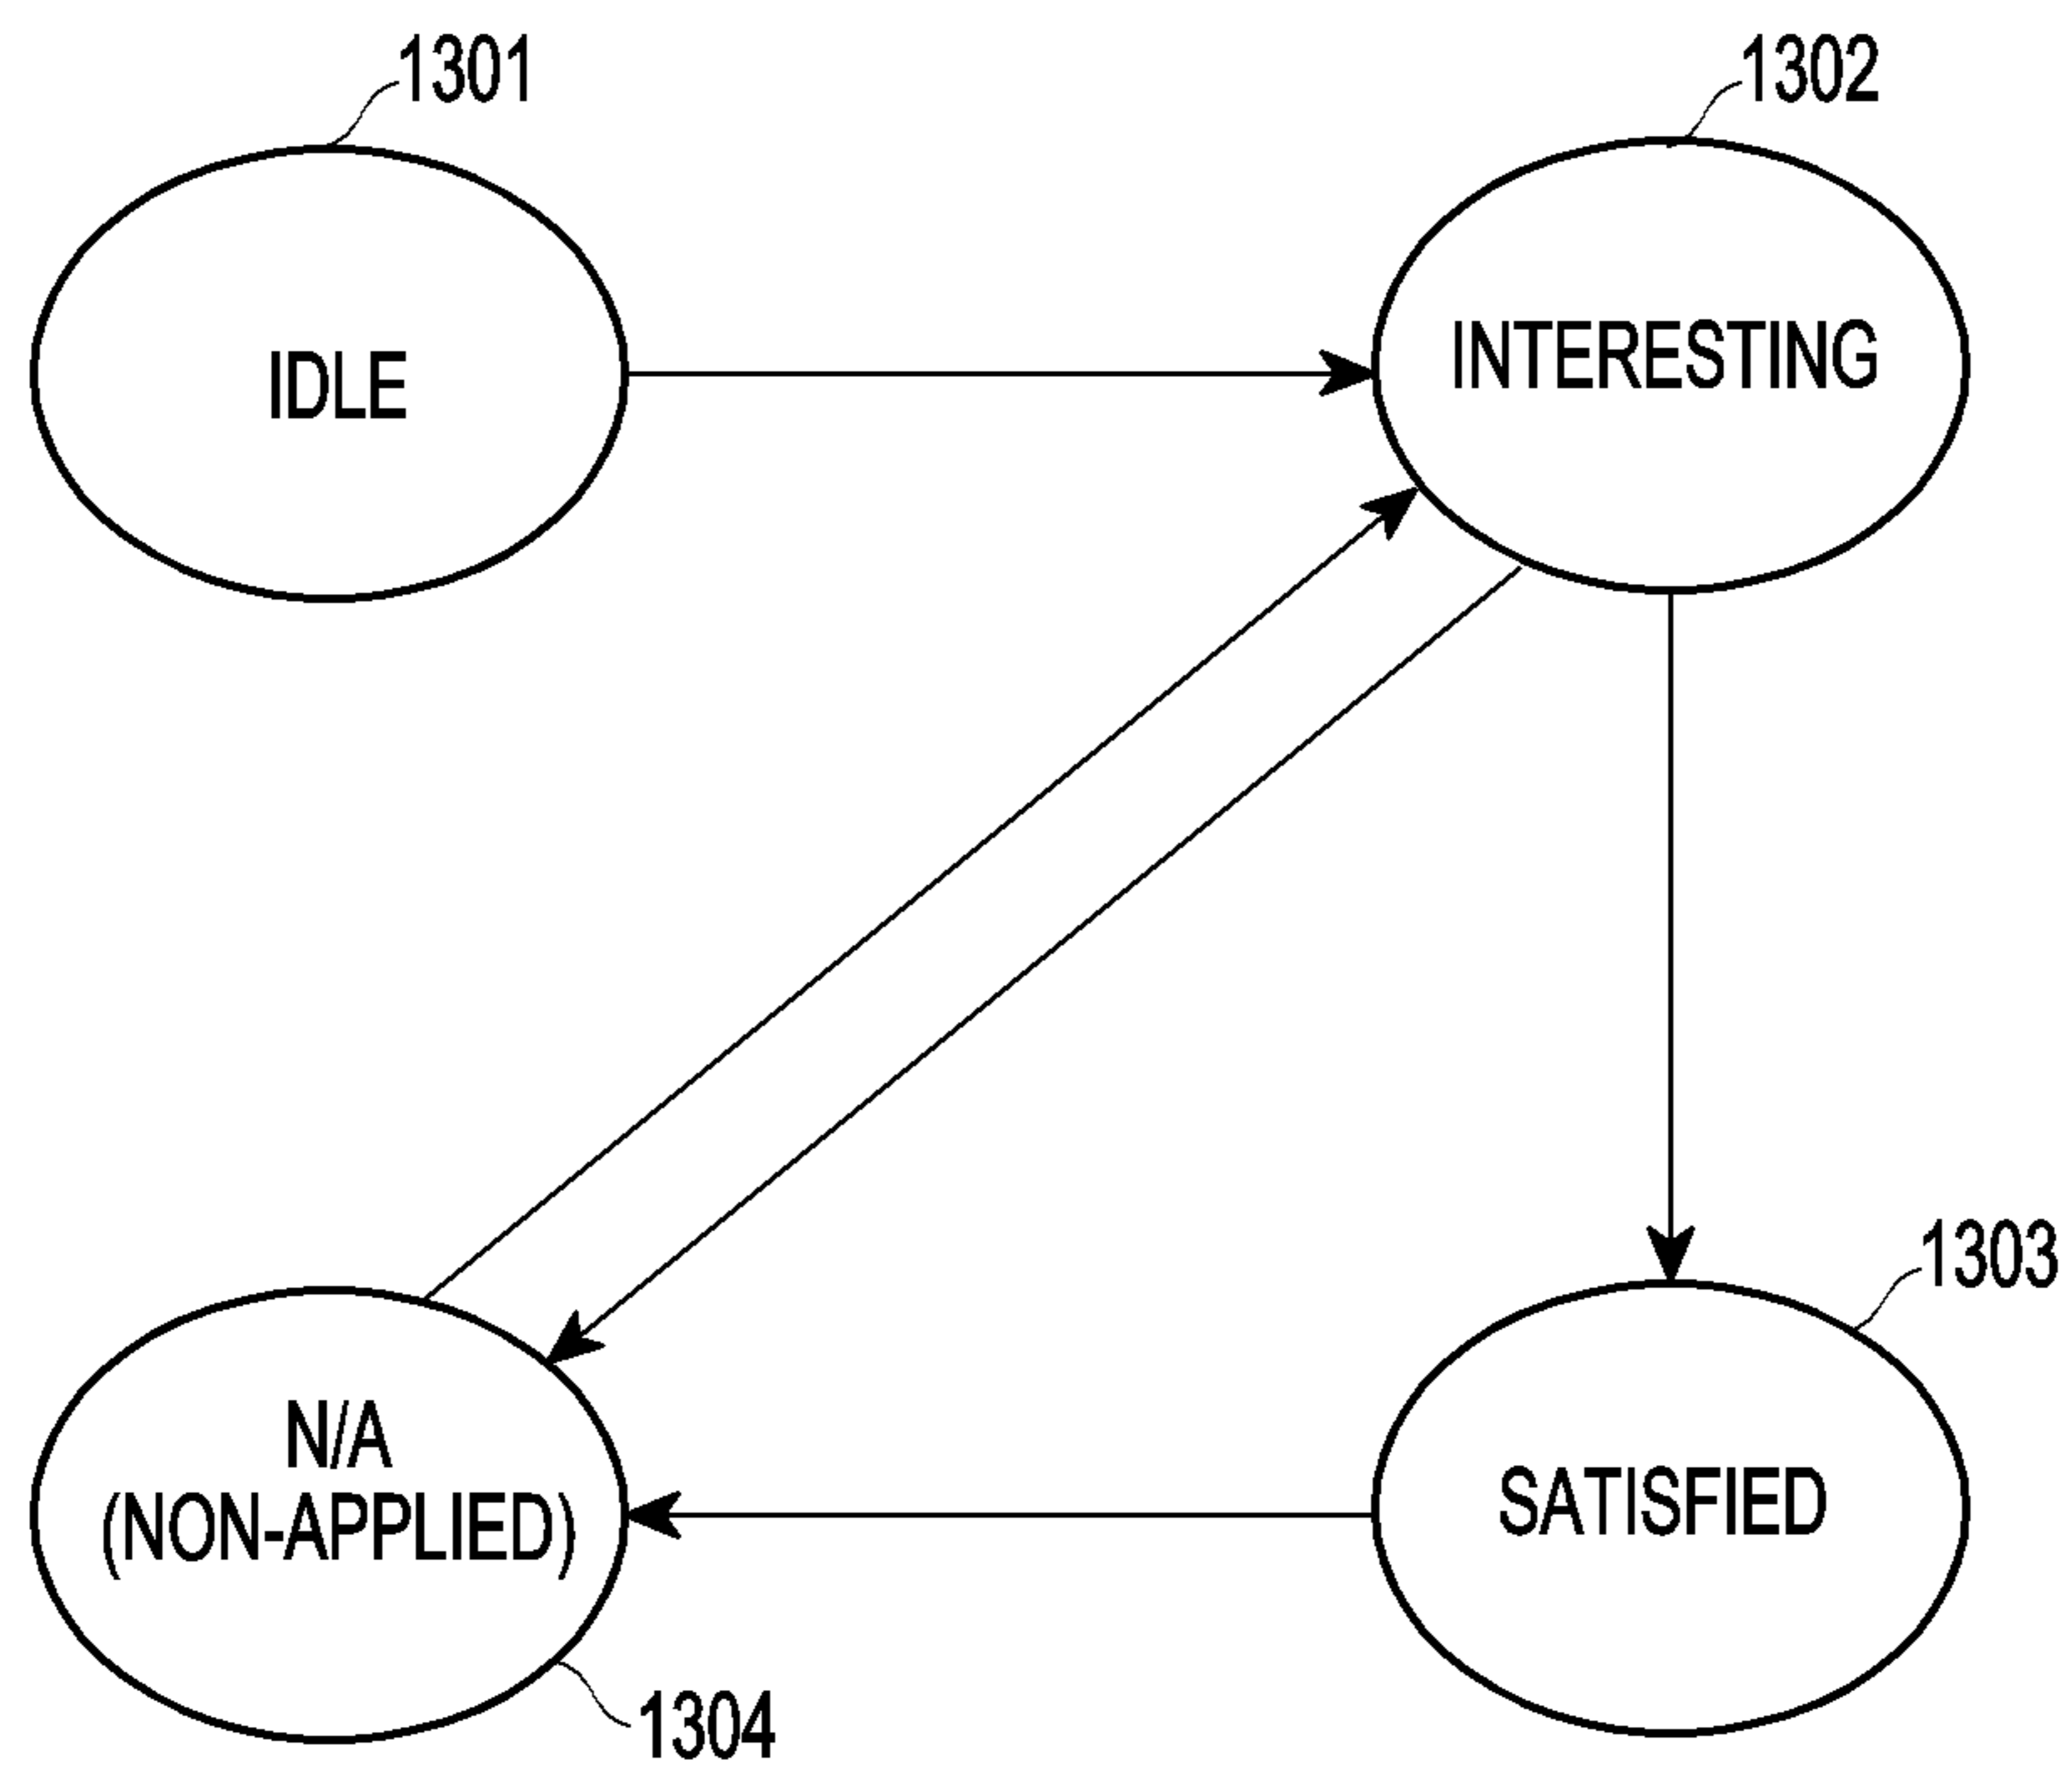 1301
1302
IDLE
INTERESTING
1303
N/A
(NON-APPLIED)
SATISFIED
1304